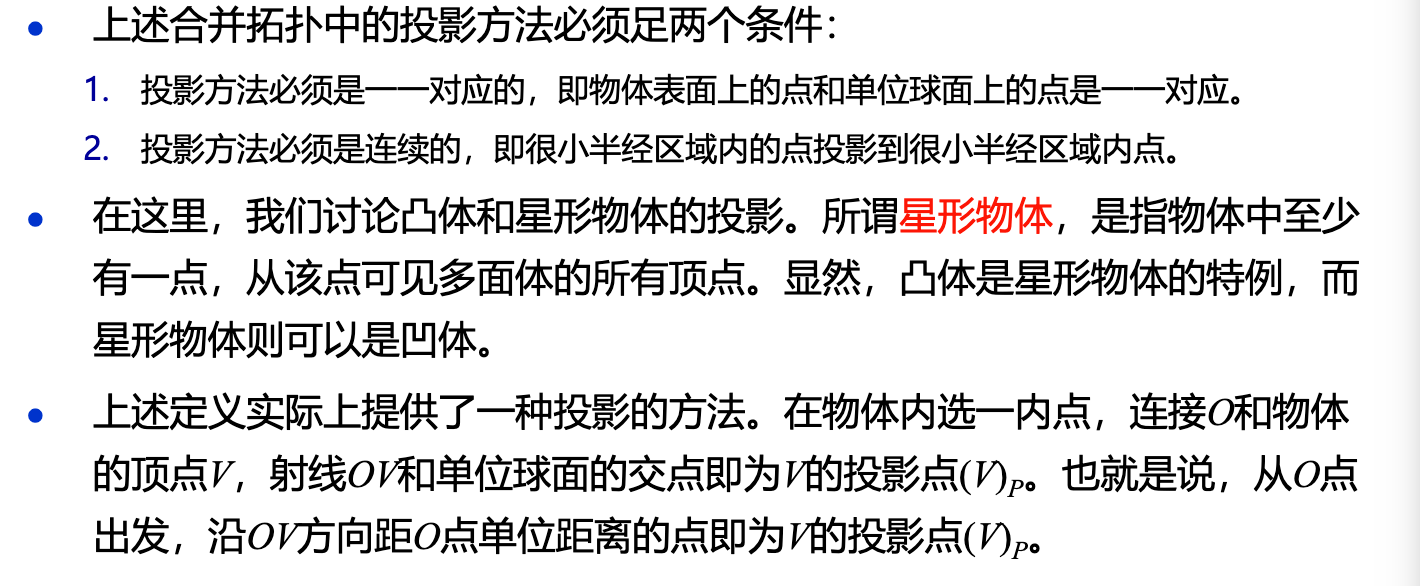 上述合并拓扑中的投影方法必须足两个条件：
1. 投影方法必须是一一对应的，即物体表面上的点和单位球面上的点是一一对应。
2. 投影方法必须是连续的，即很小半经区域内的点投影到很小半经区域内点。
在这里，我们讨论凸体和星形物体的投影。所谓星形物体，是指物体中至少
有一点，从该点可见多面体的所有顶点。显然，凸体是星形物体的特例，而
星形物体则可以是凹体。
上述定义实际上提供了一种投影的方法。在物体内选一内点，连接O和物体
的顶点V，射线OV和单位球面的交点即为V的投影点(V)P。也就是说，从O点
出发，沿OV方向距O点单位距离的点即为V的投影点(V)P。